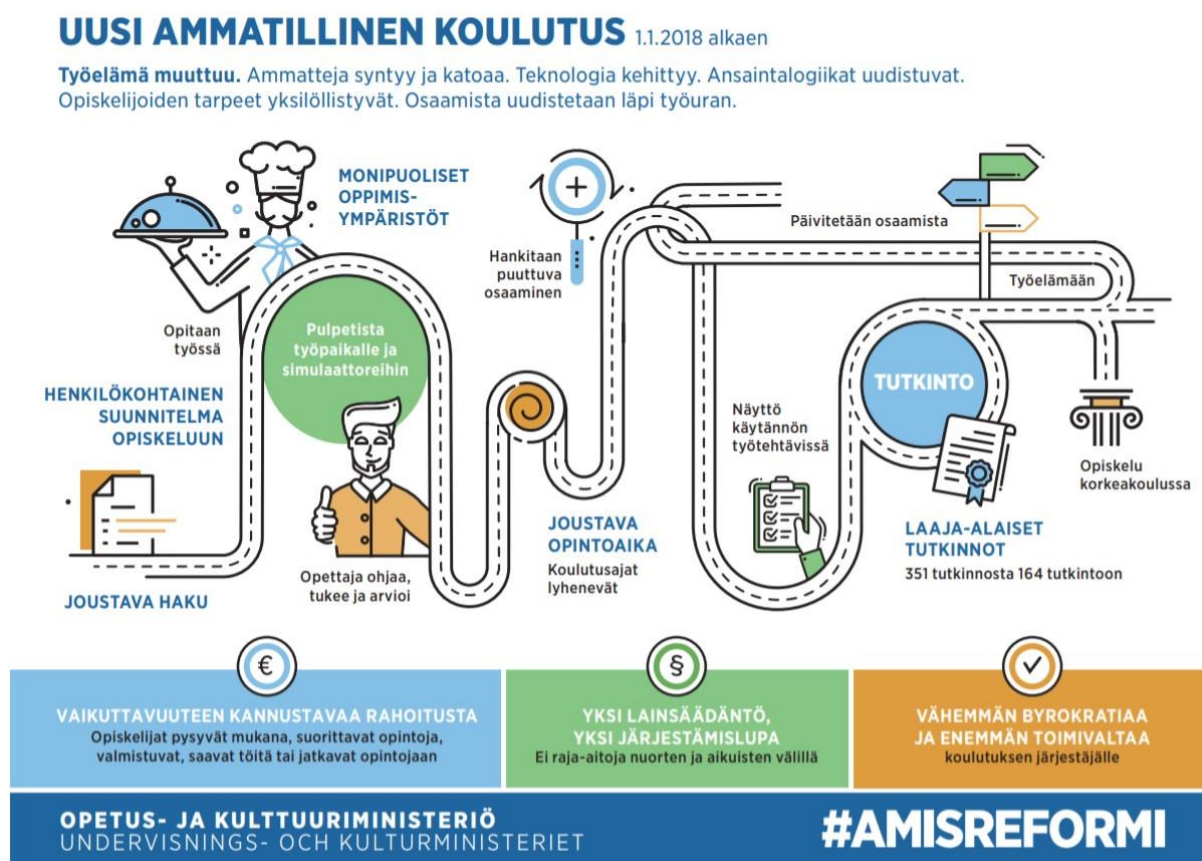 UUSI AMMATILLINEN KOULUTUS 1.1.2018 alkaen
Työelämä muuttuu. Ammatteja syntyy ja katoaa. Teknologia kehittyy. Ansaintalogiikat uudistuvat.
Opiskelijoiden tarpeet yksilöllistyvät. Osaamista uudistetaan läpi työuran.
MONIPUOLISET
OPPIMIS-
YMPÄRISTÖT
Hankitaan
puuttuva
osaaminen
Päivitetään osaamista
Työelämään
Opitaan
työssä
Pulpetista
työpaikalle ja
simulaattoreihin
HENKILÖKOHTAINEN
SUUNNITELMA
OPISKELUUN
JOUSTAVA HAKU
Opettaja ohjaa,
tukee ja arvioi
JOUSTAVA
OPINTOAIKA
Koulutusajat
lyhenevät
Näyttö
käytännön
työtehtävissä
TUTKINTO
Opiskelu
korkeakoulussa
LAAJA-ALAISET
TUTKINNOT
351 tutkinnosta 164 tutkintoon
€
VAIKUTTAVUUTEEN KANNUSTAVAA RAHOITUSTA
Opiskelijat pysyvät mukana, suorittavat opintoja,
valmistuvat, saavat töitä tai jatkavat opintojaan
§
YKSI LAINSÄÄDÄNTÖ,
YKSI JÄRJESTÄMISLUPA
Ei raja-aitoja nuorten ja aikuisten välillä
VÄHEMMÄN BYROKRATIAA
JA ENEMMÄN TOIMIVALTAA
koulutuksen järjestäjälle
OPETUS- JA KULTTUURIMINISTERIÖ
UNDERVISNINGS- OCH KULTURMINISTERIET
#AMISREFORMI